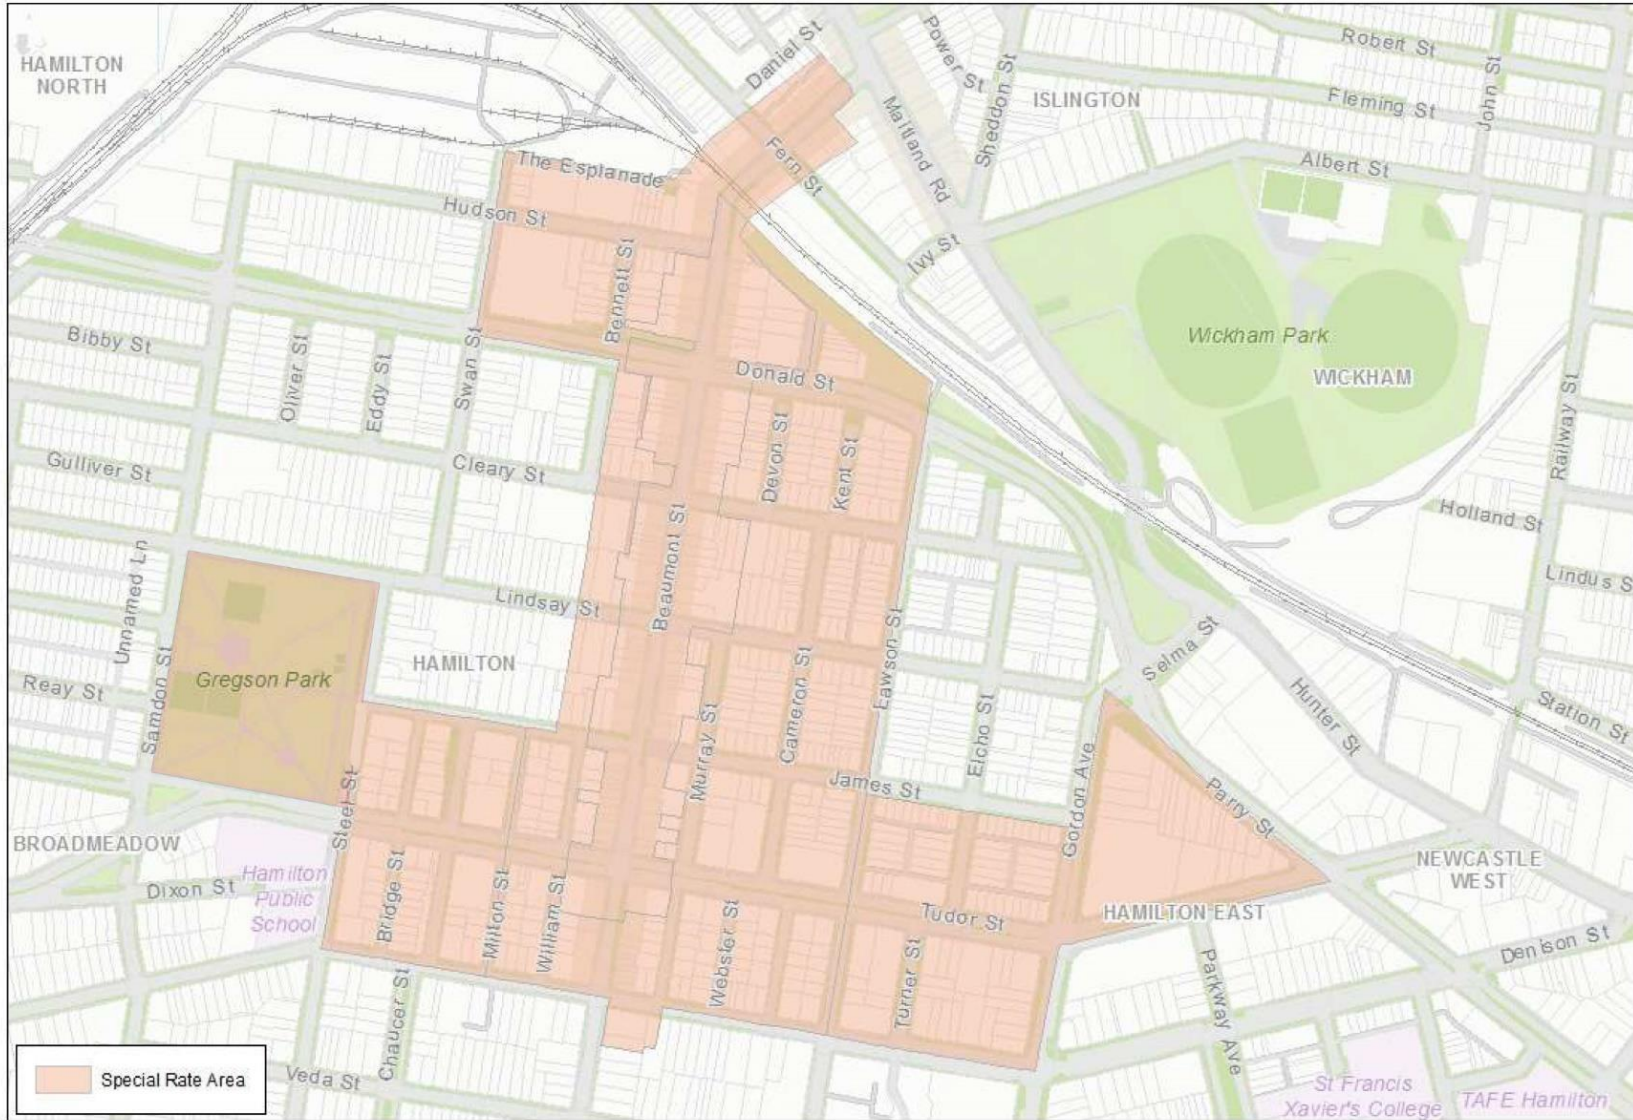 Daniel St
Power St
Robert St
HAMILTON
NORTH
Sheddon St
ISLINGTON
John St
Fleming St
Maitland Rd
Fern St
The Esplanade
Albert St
Hudson St
Ivy St
Bennett St
Bibby St
Wickham Park
Oliver St
Eddy St
Swan St
Donald St
WICKHAM
Railway St
Gulliver St
Cleary St
Devon St
Kent St
Holland St
Beaumont St
Unnamed Ln
Lindus S
Lindsay St
HAMILTON
Lawson St
Selma St
Gregson Park
Reay St
Samdon St
Cameron St
Murray St
Elcho St
Hunter St
Station St
James St
Gordon Ave
Parry St
Steel St
BROADMEADOW
NEWCASTLE
WEST
Hamilton
Public
School
Dixon St
Bridge St
Milton St
William St
Webster St
Tudor St
HAMILTON EAST
Turner St
Denison St
Parkway Ave
Chaucer St
Special Rate Area
Veda St
St Francis
Xavier's College
TAFE Hamilton